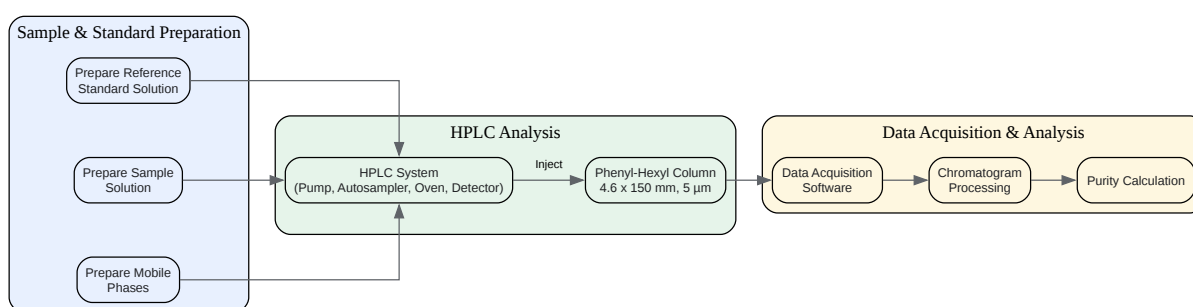 Sample & Standard Preparation
Prepare Reference
Standard Solution
Prepare Sample
Solution
Prepare Mobile
Phases
HPLC Analysis
HPLC System
(Pump, Autosampler, Oven, Detector)
Inject
Phenyl-Hexyl Column
4.6 x 150 mm, 5 µm
Data Acquisition & Analysis
Data Acquisition
Software
Chromatogram
Processing
Purity Calculation